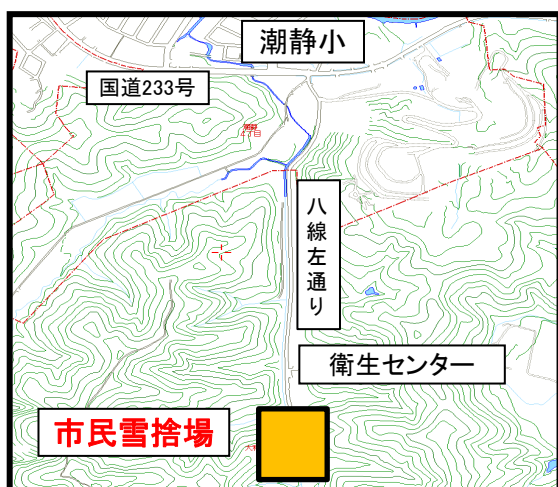 潮静小
国道233号
八線左通り
衛生センター
市民雪捨場